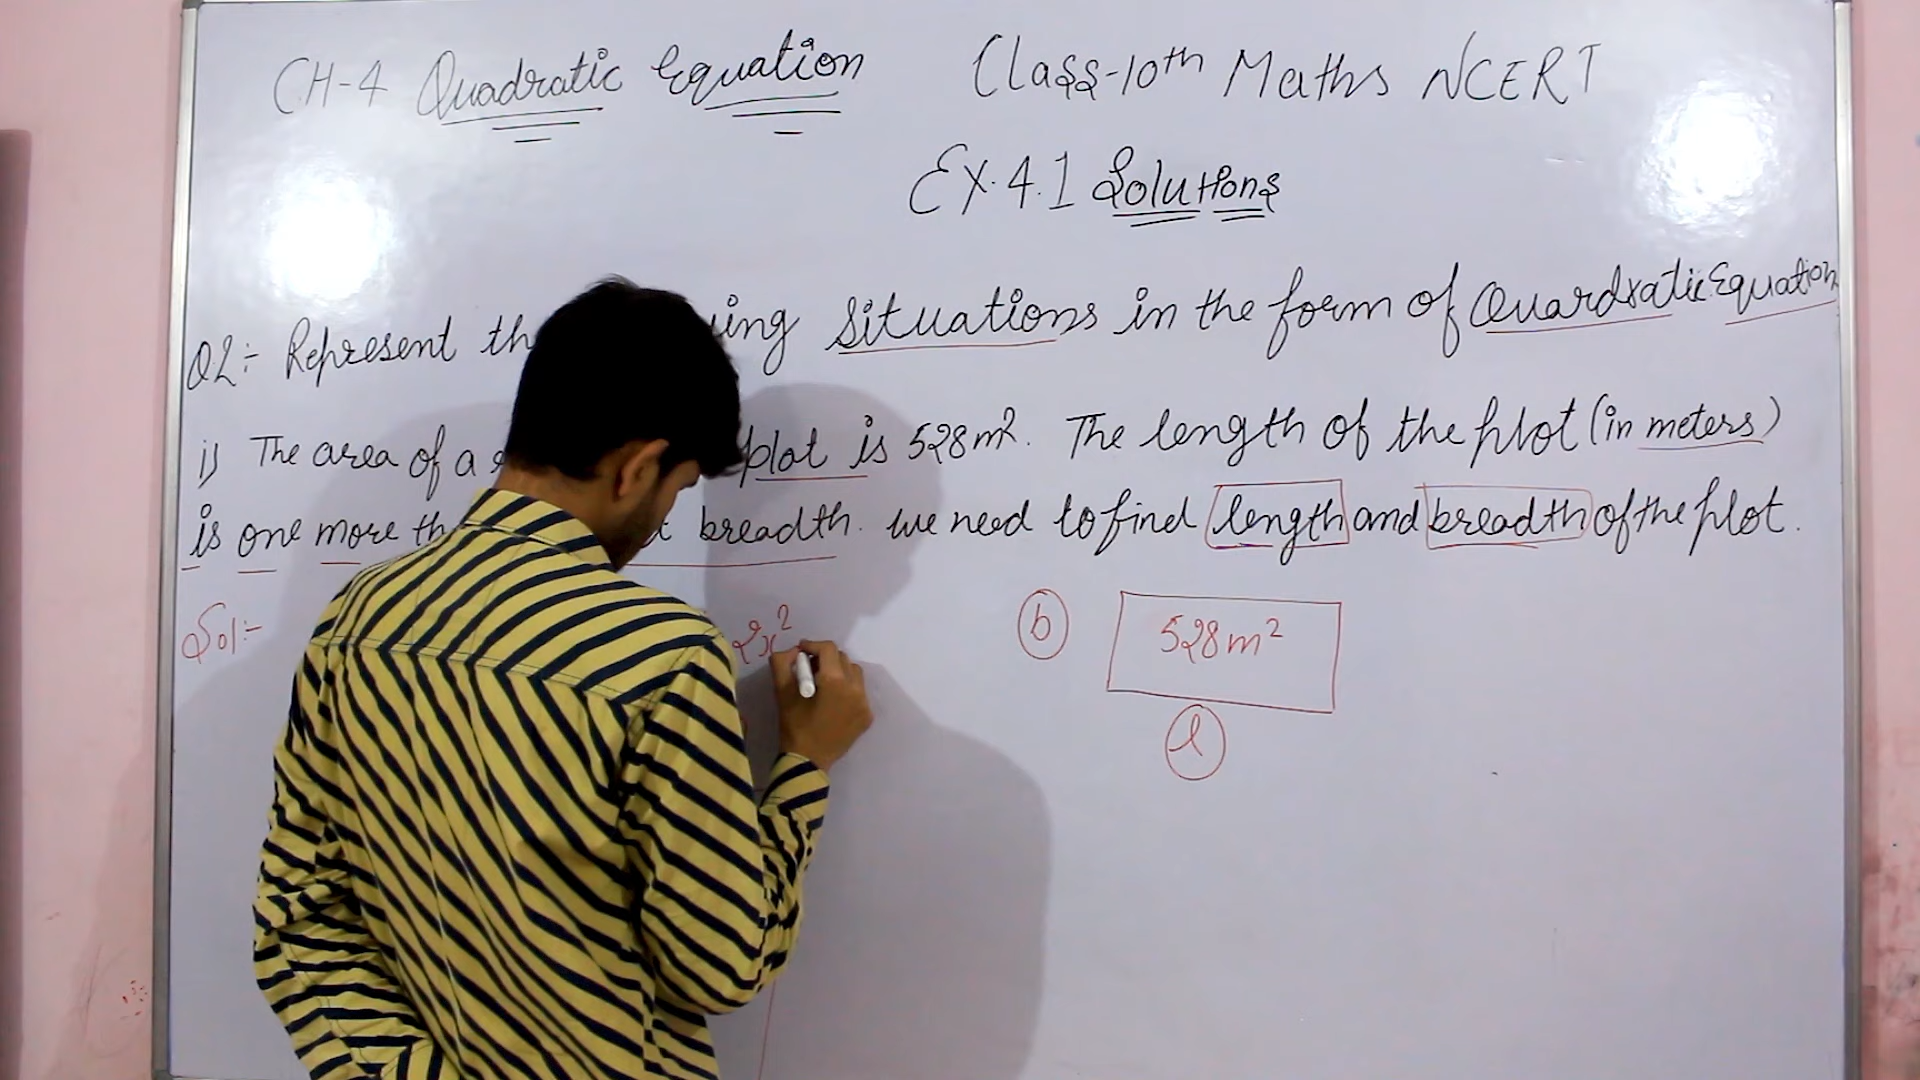 CH-4 Quadratic Equation Class-10th Maths NCERT
EX.4.1 Solutions
Q2:- Represent th ing Situations in the form of Quardratic Equation
i) The area of a plot is 528m². The length of the plot (in meters)
is one more th breadth. we need to find length and breadth of the plot.
Sol:- 2x²
b 528m²
l